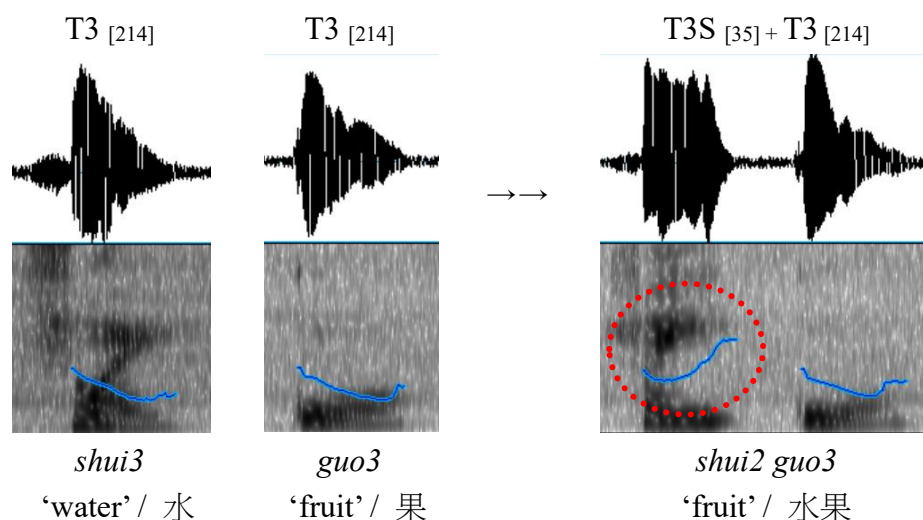 T3 [214] T3 [214] T3S [35] + T3 [214]
→→
shui3 guo3 shui2 guo3
‘water’ / 水 ‘fruit’ / 果 ‘fruit’ / 水果